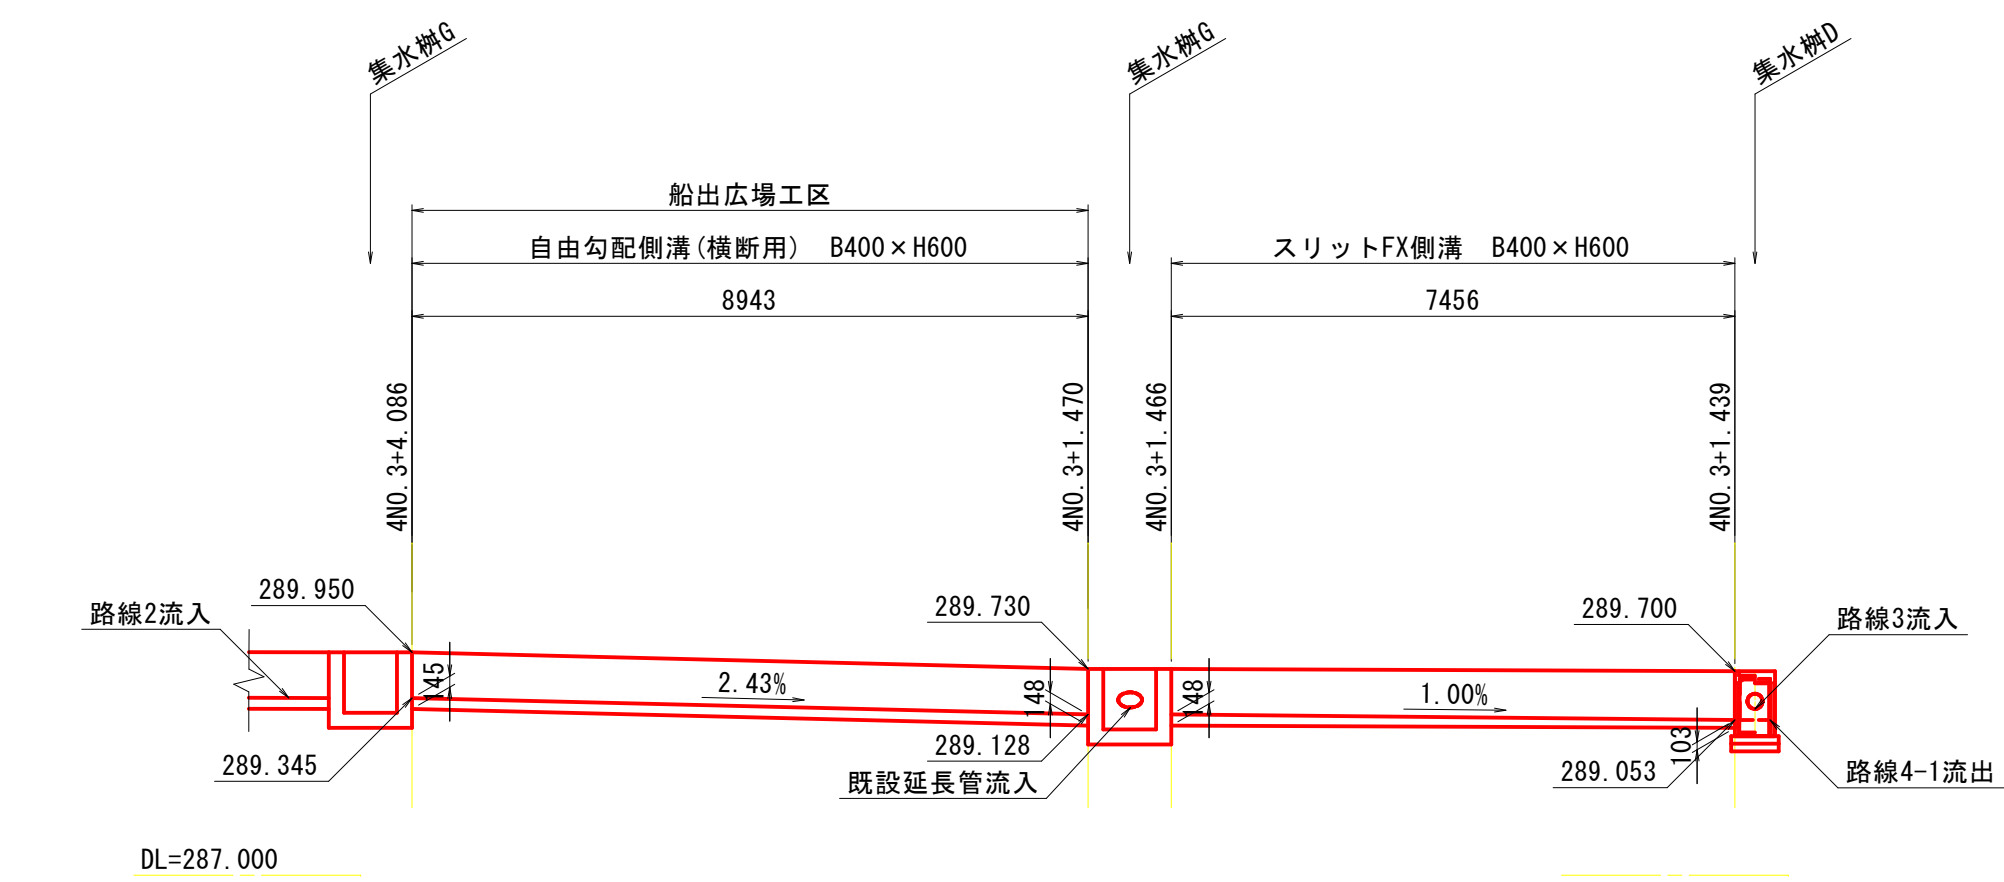 集水桝G
集水桝G
集水桝D
船出広場工区
自由勾配側溝(横断用) B400×H600
スリットFX側溝 B400×H600
8943
7456
4NO.3+4.086
4NO.3+1.470
4NO.3+1.466
4NO.3+1.439
路線2流入
289.950
289.730
289.700
路線3流入
145
2.43%
148
148
1.00%
103
289.345
289.128
既設延長管流入
289.053
路線4-1流出
DL=287.000